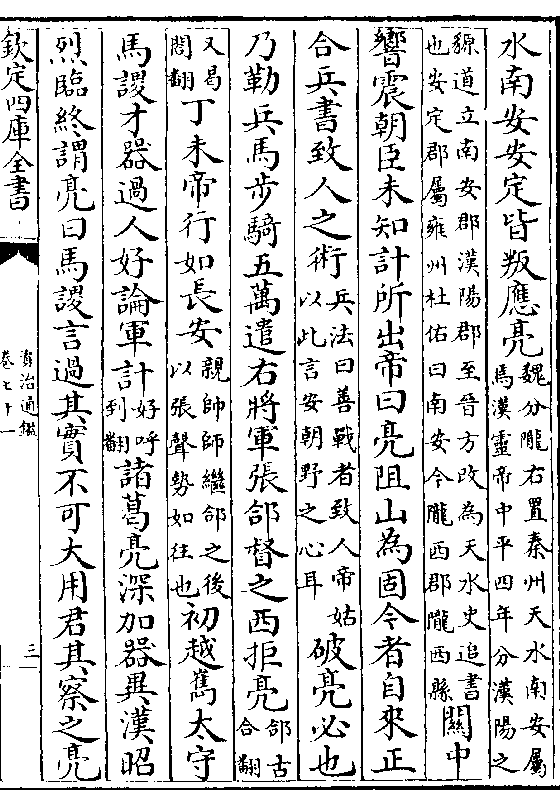 水南安安定皆叛應亮魏分隴右置秦州天水南安屬焉漢靈帝中平四年分漢陽之
豲道立南安郡漢陽郡至晉方改為天水史追書也安定郡屬雍州杜佑曰南安今隴西郡隴西縣關中
響震朝臣未知計所出帝曰亮阻山為固今者自來正
合兵書致人之術兵法曰善戰者致人帝姑以此言安朝野之心耳破亮必也
乃勒兵馬步騎五萬遣右將軍張郃督之西拒亮郃古合翻
又曷閤翻丁未帝行如長安親帥師繼郃之後以張聲勢如往也初越嶲太守
馬謖才器過人好論軍計好呼到翻諸葛亮深加器異漢昭
烈臨終謂亮曰馬謖言過其實不可大用君其察之亮
欽定四庫全書
資治通鑑
卷七十一
三